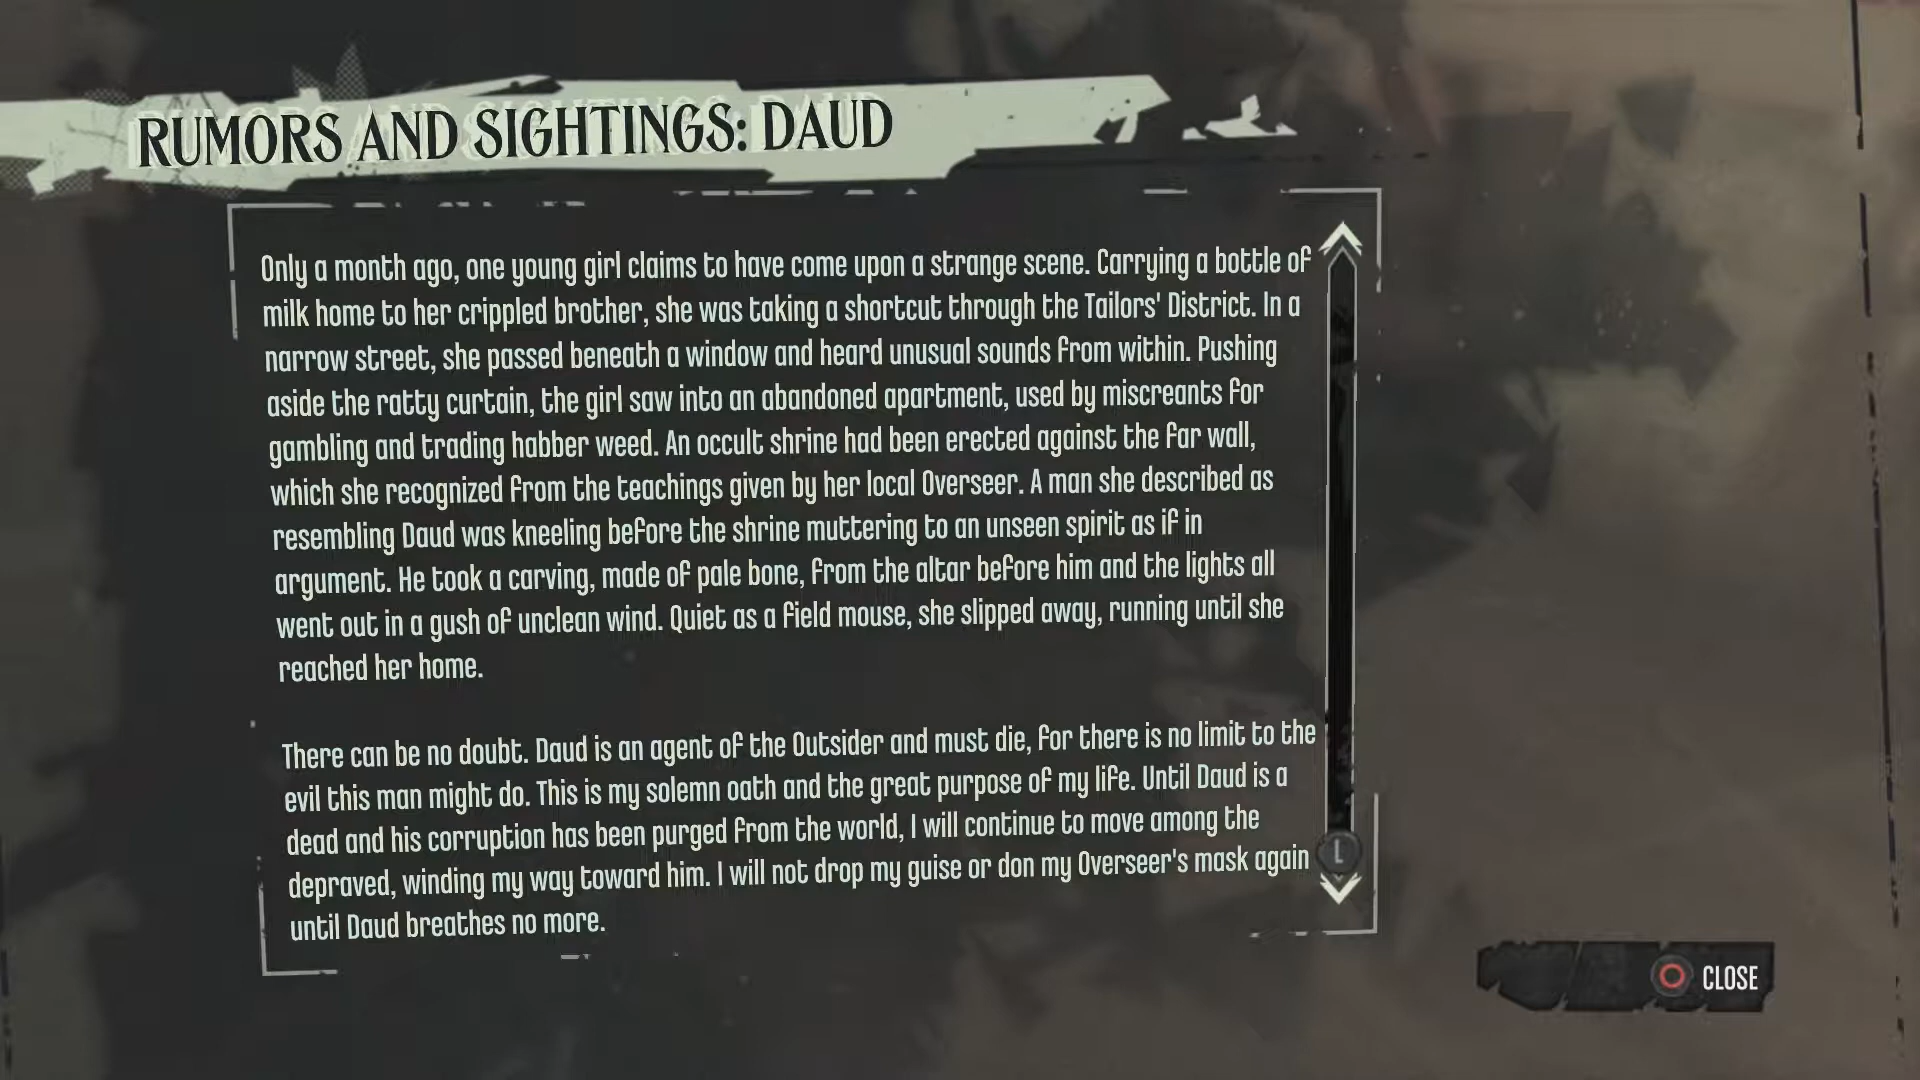 RUMORS AND SIGHTINGS: DAUD
Only a month ago, one young girl claims to have come upon a strange scene. Carrying a bottle of
milk home to her crippled brother, she was taking a shortcut through the Tailors' District. In a
narrow street, she passed beneath a window and heard unusual sounds from within. Pushing
aside the ratty curtain, the girl saw into an abandoned apartment, used by miscreants for
gambling and trading habber weed. An occult shrine had been erected against the far wall,
which she recognized from the teachings given by her local Overseer. A man she described as
resembling Daud was kneeling before the shrine muttering to an unseen spirit as if in
argument. He took a carving, made of pale bone, from the altar before him and the lights all
went out in a gush of unclean wind. Quiet as a field mouse, she slipped away, running until she
reached her home.
There can be no doubt. Daud is an agent of the Outsider and must die, for there is no limit to the
evil this man might do. This is my solemn oath and the great purpose of my life. Until Daud is a
dead and his corruption has been purged from the world, I will continue to move among the
depraved, winding my way toward him. I will not drop my guise or don my Overseer's mask again
until Daud breathes no more.
L
CLOSE